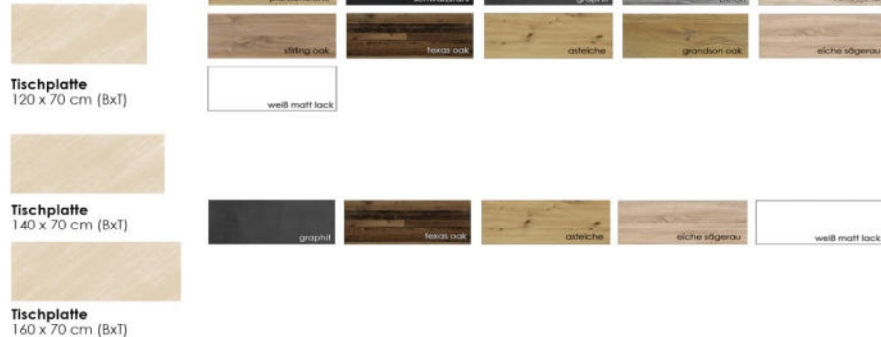 stirling oak
texas oak
asteiche
grandson oak
eiche sägerau
Tischplatte
120 x 70 cm (BxT)
weiß matt lack
Tischplatte
140 x 70 cm (BxT)
graphit
texas oak
asteiche
eiche sägerau
weiß matt lack
Tischplatte
160 x 70 cm (BxT)